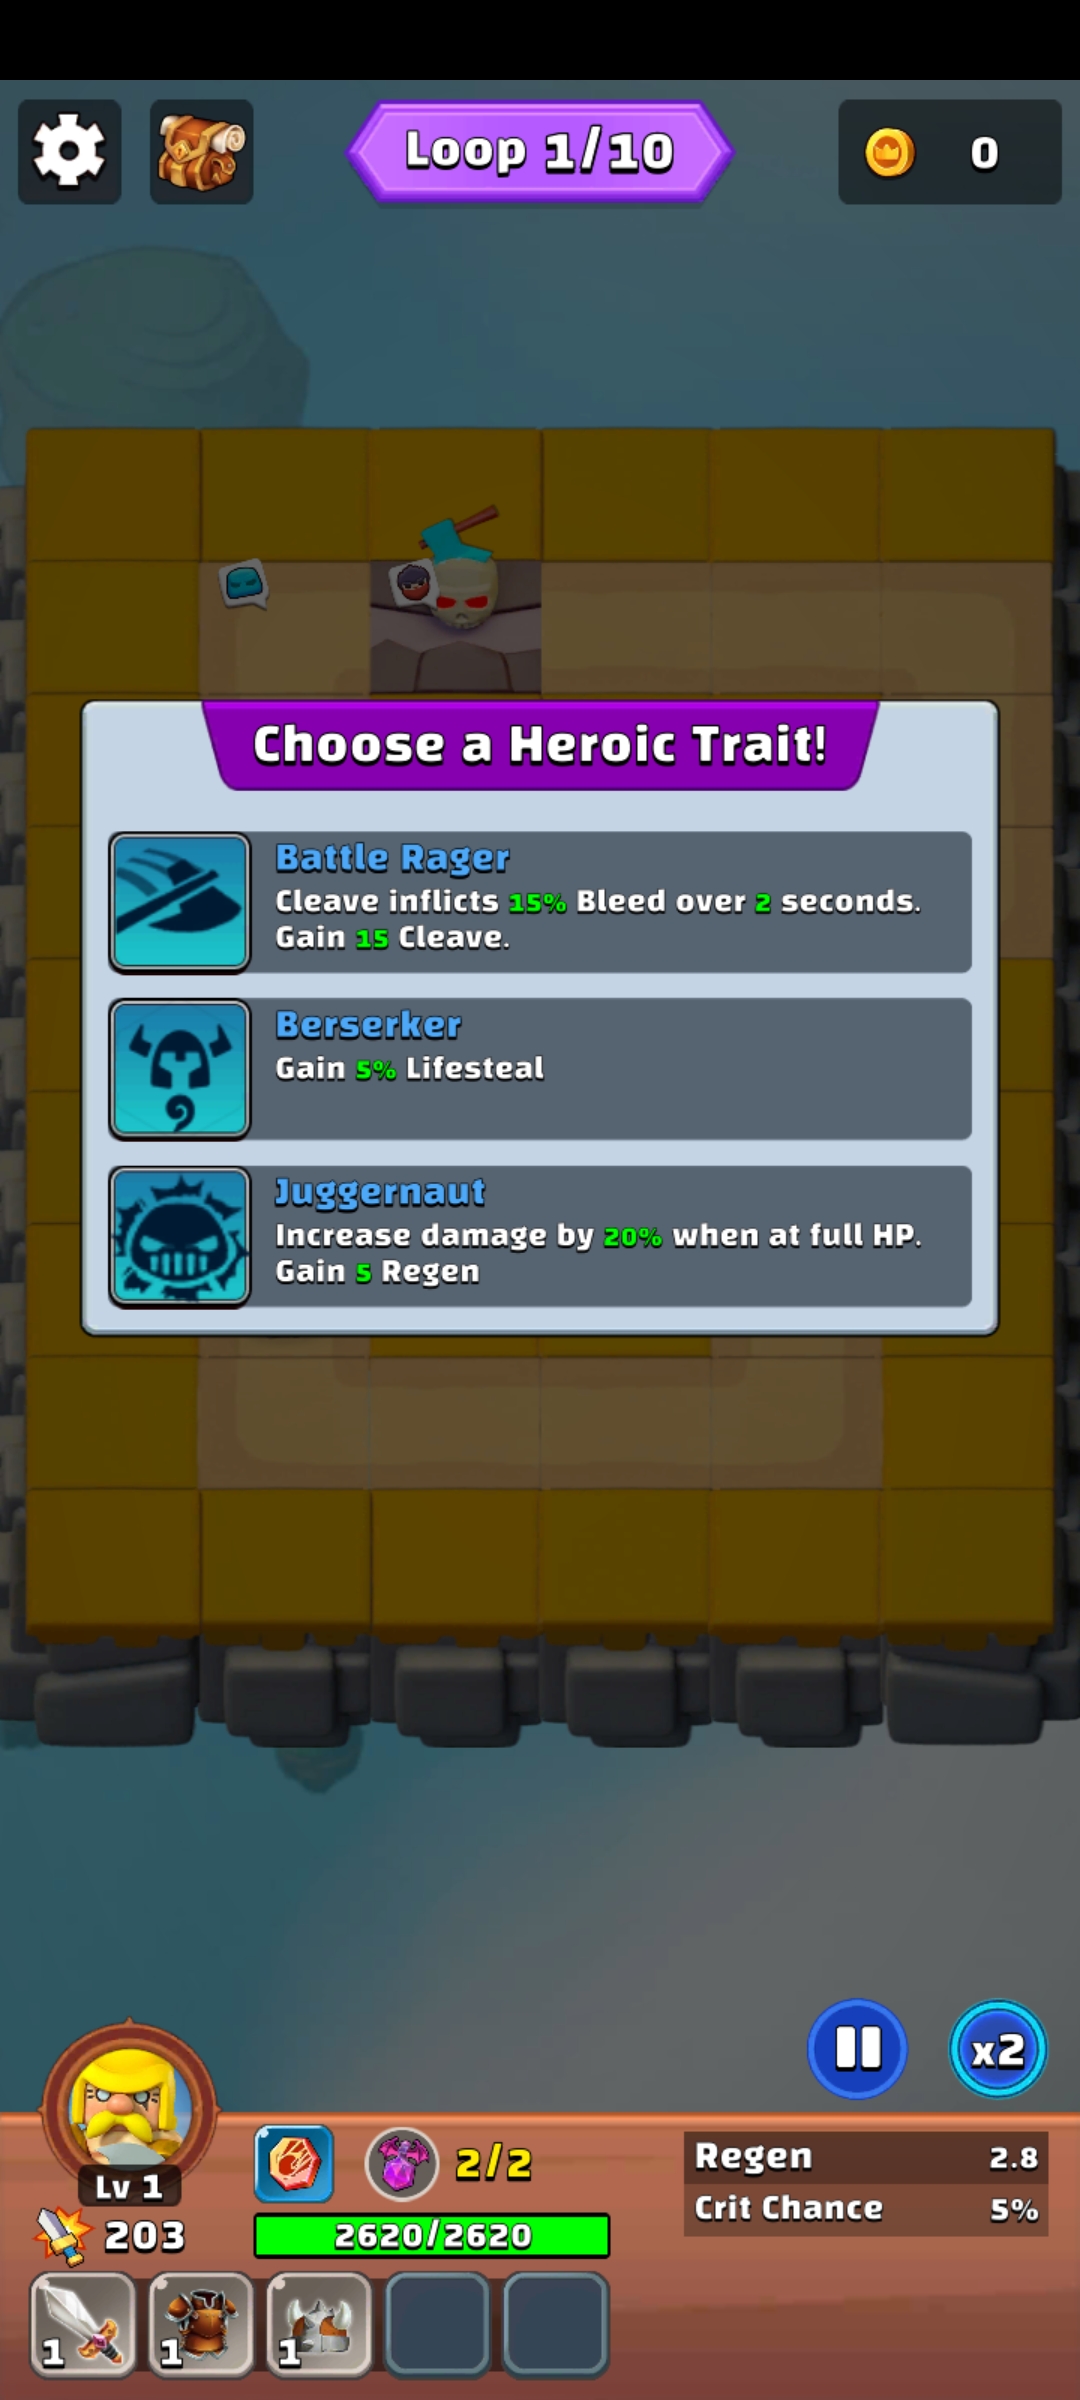 Loop 1/10
0
Choose a Heroic Trait!
Battle Rager
Cleave inflicts 15% Bleed over 2 seconds.
Gain 15 Cleave.
Berserker
Gain 5% Lifesteal
Juggernaut
Increase damage by 20% when at full HP.
Gain 5 Regen
x2
Lv 1
2/2
Regen 2.8
Crit Chance 5%
203
2620/2620
1
1
1